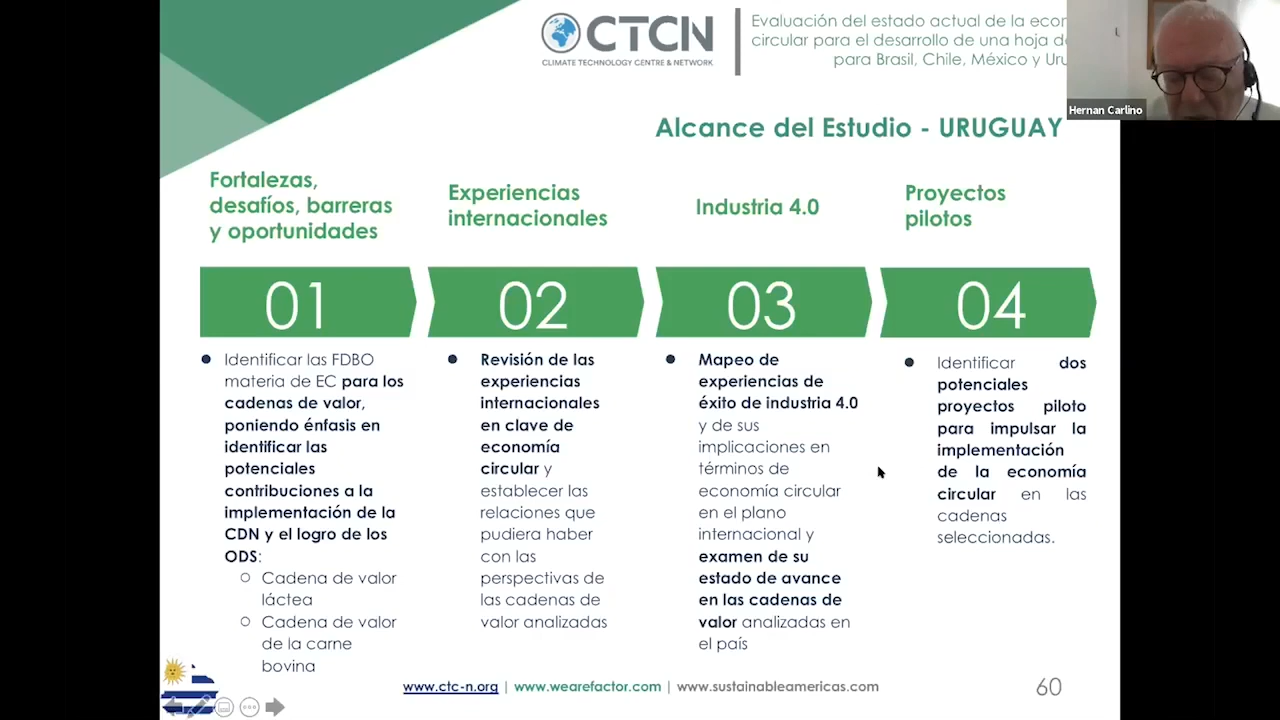 CTCN
CLIMATE TECHNOLOGY CENTRE & NETWORK
Evaluación del estado actual de la
circular para el desarrollo de una hoja
para Brasil, Chile, México y
Hernan Carlino
Alcance del Estudio - URUGUAY
Fortalezas,
desafíos, barreras
y oportunidades
Experiencias
internacionales
Industria 4.0
Proyectos
pilotos
01
02
03
04
Identificar las FDBO
materia de EC para los
cadenas de valor,
poniendo énfasis en
identificar las
potenciales
contribuciones a la
implementación de la
CDN y el logro de los
ODS:
Cadena de valor
láctea
Cadena de valor
de la carne
bovina
Revisión de las
experiencias
internacionales
en clave de
economía
circular y
establecer las
relaciones que
pudiera haber
con las
perspectivas de
las cadenas de
valor analizadas
Mapeo de
experiencias de
éxito de industria 4.0
y de sus
implicaciones en
términos de
economía circular
en el plano
internacional y
examen de su
estado de avance
en las cadenas de
valor analizadas en
el país
Identificar dos
potenciales
proyectos piloto
para impulsar la
implementación
de la economía
circular en las
cadenas
seleccionadas.
www.ctc-n.org | www.wearefactor.com | www.sustainableamericas.com
60